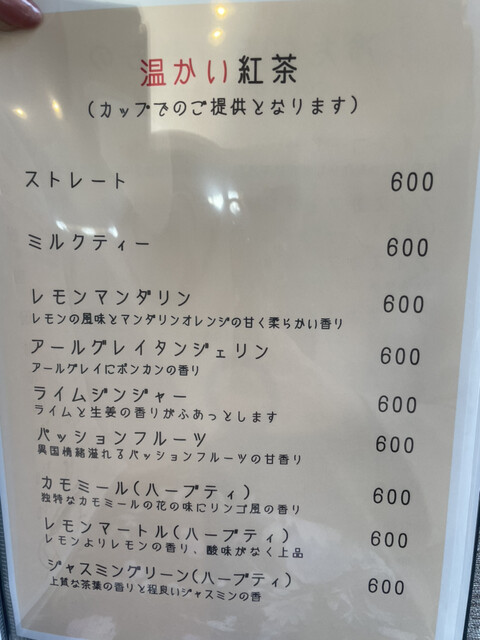 温かい紅茶
(カップでのご提供となります)
ストレート 600
ミルクティー 600
レモンマンダリン 600
レモンの風味とマンダリンオレンジの甘く柔らかい香り
アールグレイタンジェリン 600
アールグレイにポンカンの香り
ライムジンジャー 600
ライムと生姜の香りがふあっとします
パッションフルーツ 600
異国情緒溢れるパッションフルーツの甘香り
カモミール(ハーブティ) 600
独特なカモミールの花の味にリンゴ風の香り
レモンマートル(ハーブティ) 600
レモンよりレモンの香り、酸味がなく上品
ジャスミングリーン(ハーブティ) 600
上質な茶葉の香りと程良いジャスミンの香